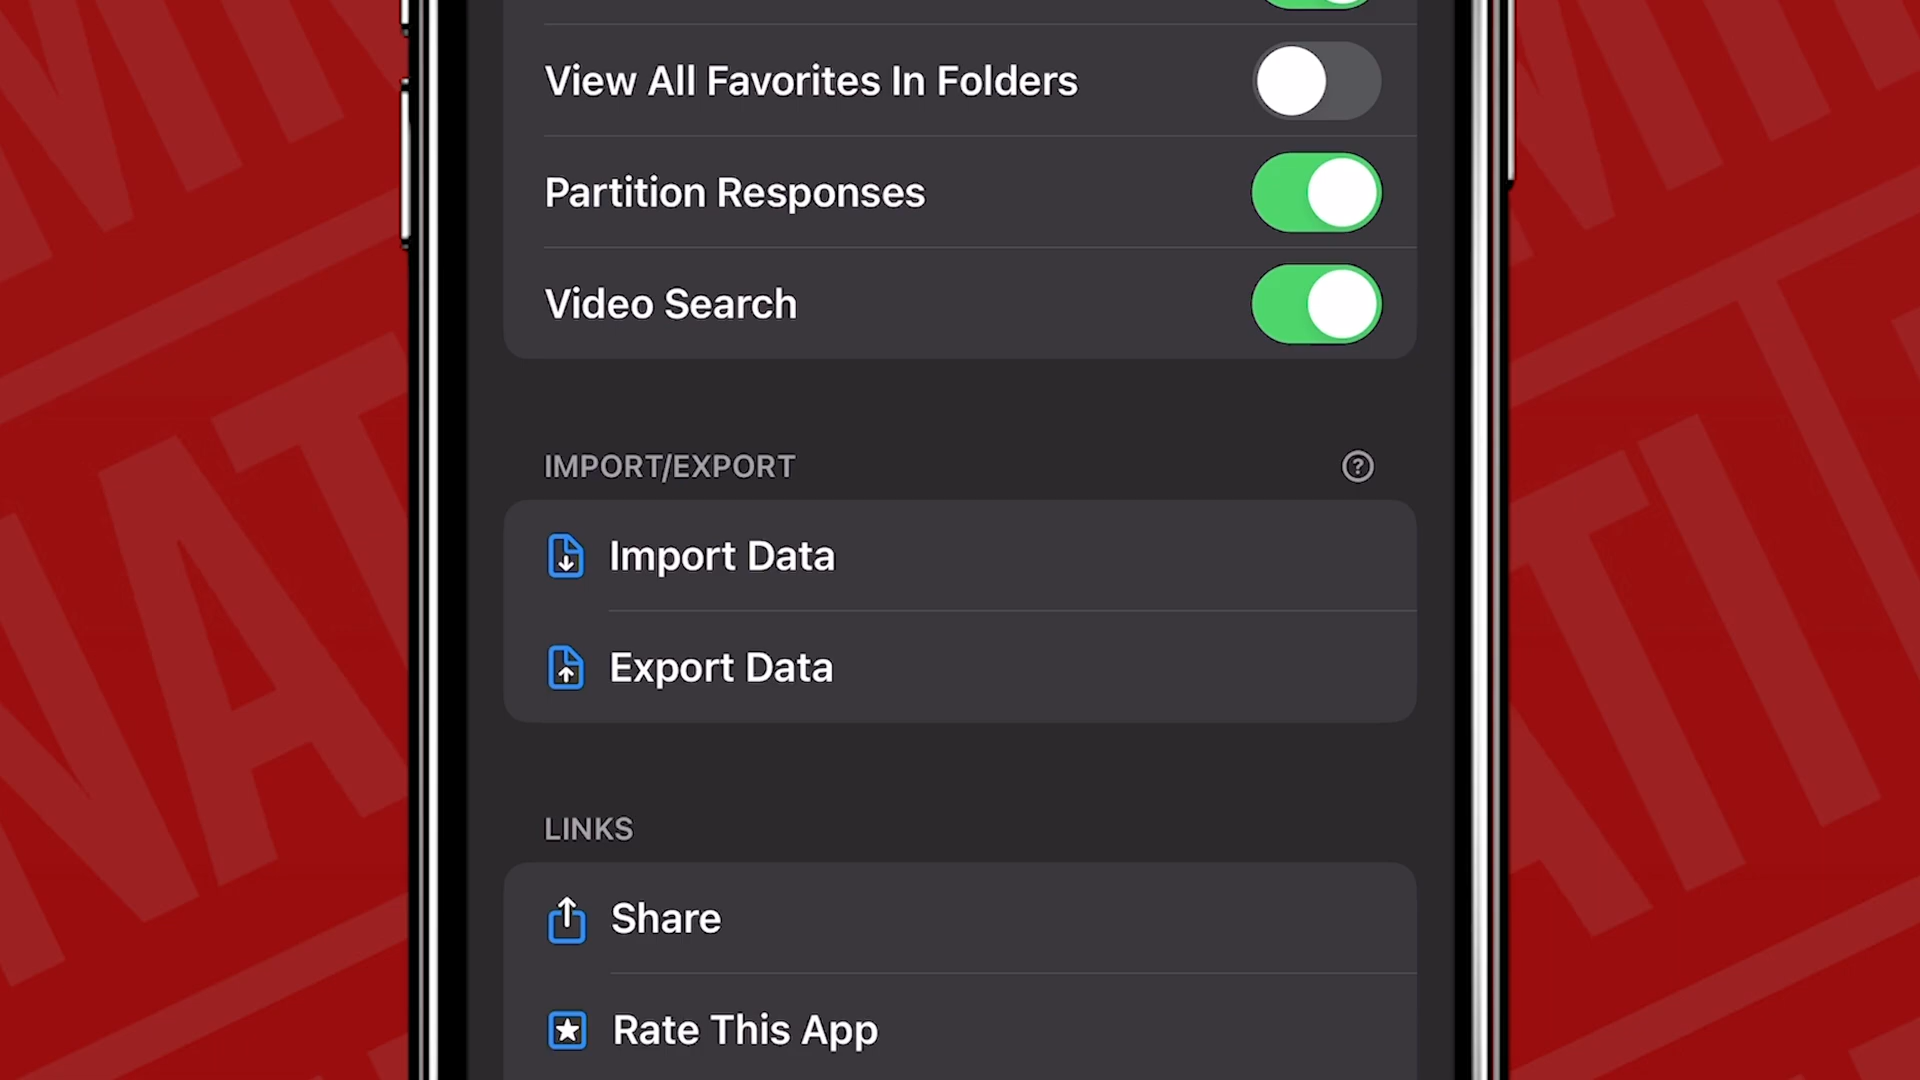 View All Favorites In Folders
Partition Responses
Video Search
IMPORT/EXPORT
Import Data
Export Data
LINKS
Share
Rate This App